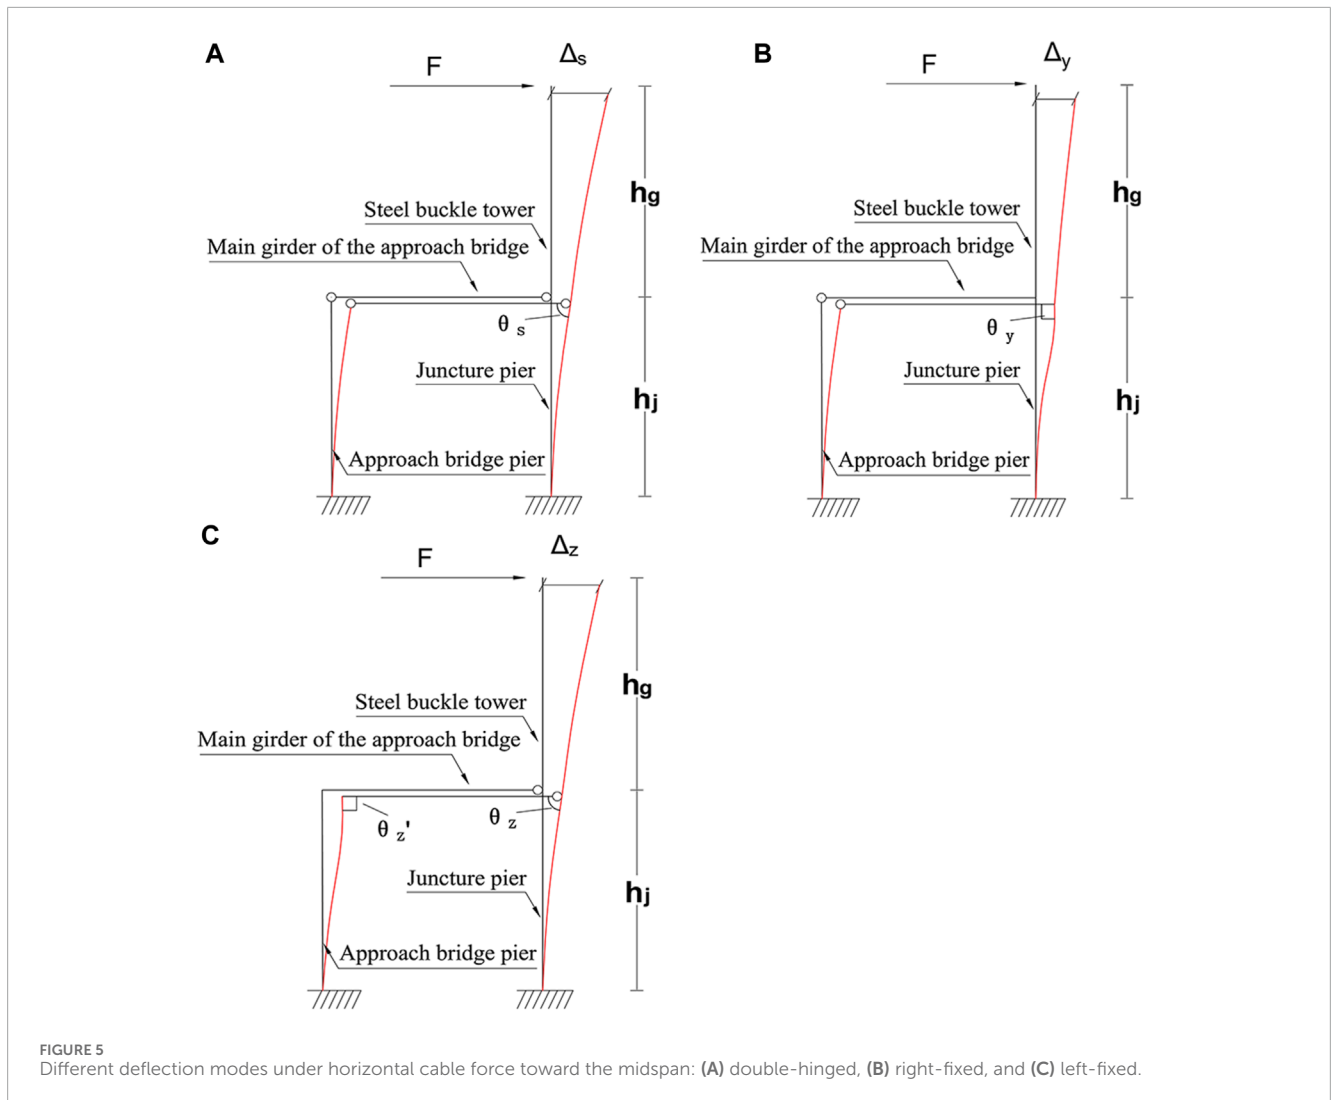 A
F
Δs
hg
Steel buckle tower
Main girder of the approach bridge
θ s
Juncture pier
hj
Approach bridge pier
B
F
Δy
hg
Steel buckle tower
Main girder of the approach bridge
θ y
Juncture pier
hj
Approach bridge pier
C
F
Δz
hg
Steel buckle tower
Main girder of the approach bridge
θ z'
θ z
Juncture pier
hj
Approach bridge pier
FIGURE 5
Different deflection modes under horizontal cable force toward the midspan: (A) double-hinged, (B) right-fixed, and (C) left-fixed.